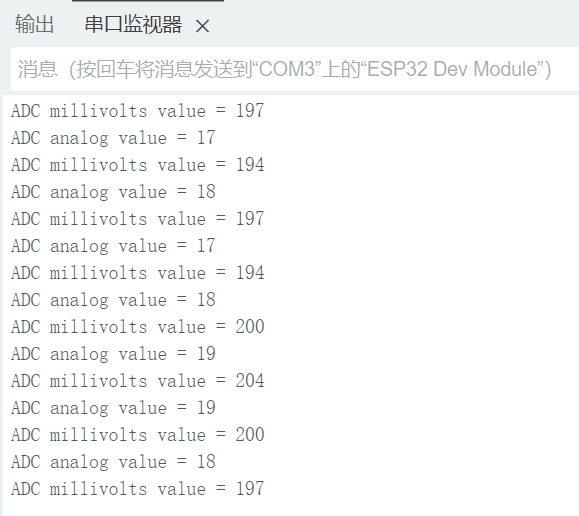 输出 串口监视器 ×
消息（按回车将消息发送到“COM3”上的“ESP32 Dev Module”）
ADC millivolts value = 197
ADC analog value = 17
ADC millivolts value = 194
ADC analog value = 18
ADC millivolts value = 197
ADC analog value = 17
ADC millivolts value = 194
ADC analog value = 18
ADC millivolts value = 200
ADC analog value = 19
ADC millivolts value = 204
ADC analog value = 19
ADC millivolts value = 200
ADC analog value = 18
ADC millivolts value = 197